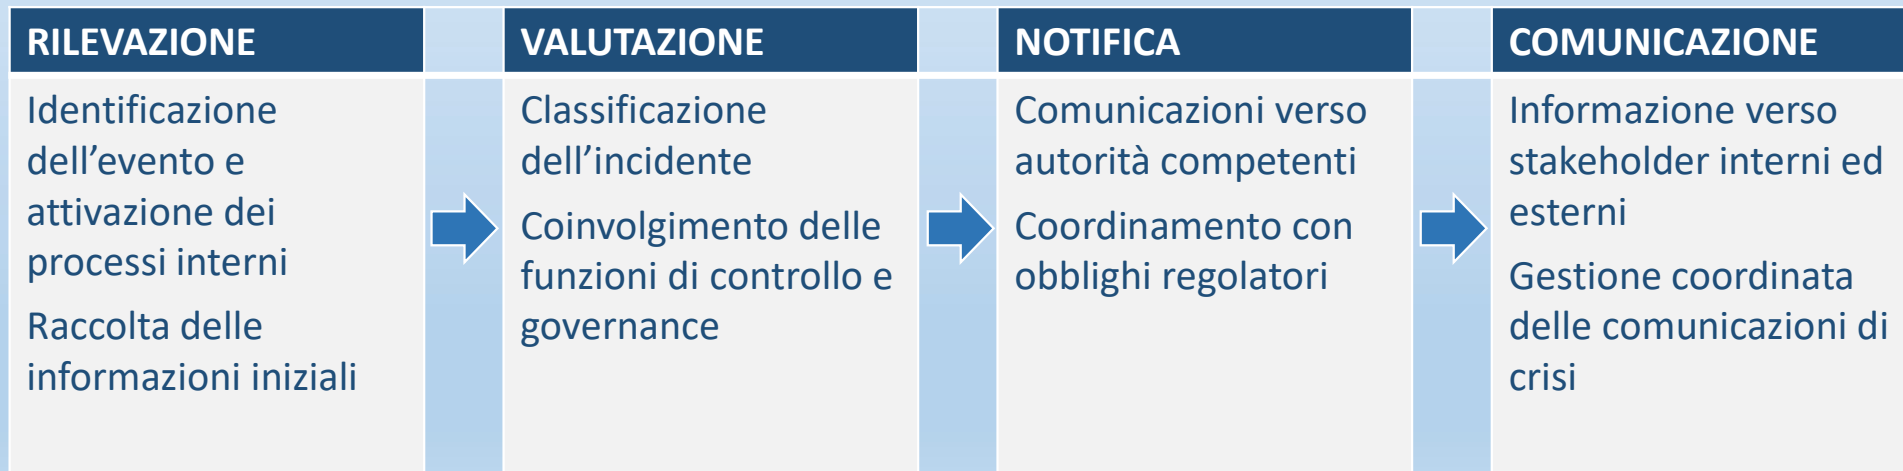 RILEVAZIONE
Identificazione
dell’evento e
attivazione dei
processi interni
Raccolta delle
informazioni iniziali
VALUTAZIONE
Classificazione
dell’incidente
Coinvolgimento delle
funzioni di controllo e
governance
NOTIFICA
Comunicazioni verso
autorità competenti
Coordinamento con
obblighi regolatori
COMUNICAZIONE
Informazione verso
stakeholder interni ed
esterni
Gestione coordinata
delle comunicazioni di
crisi